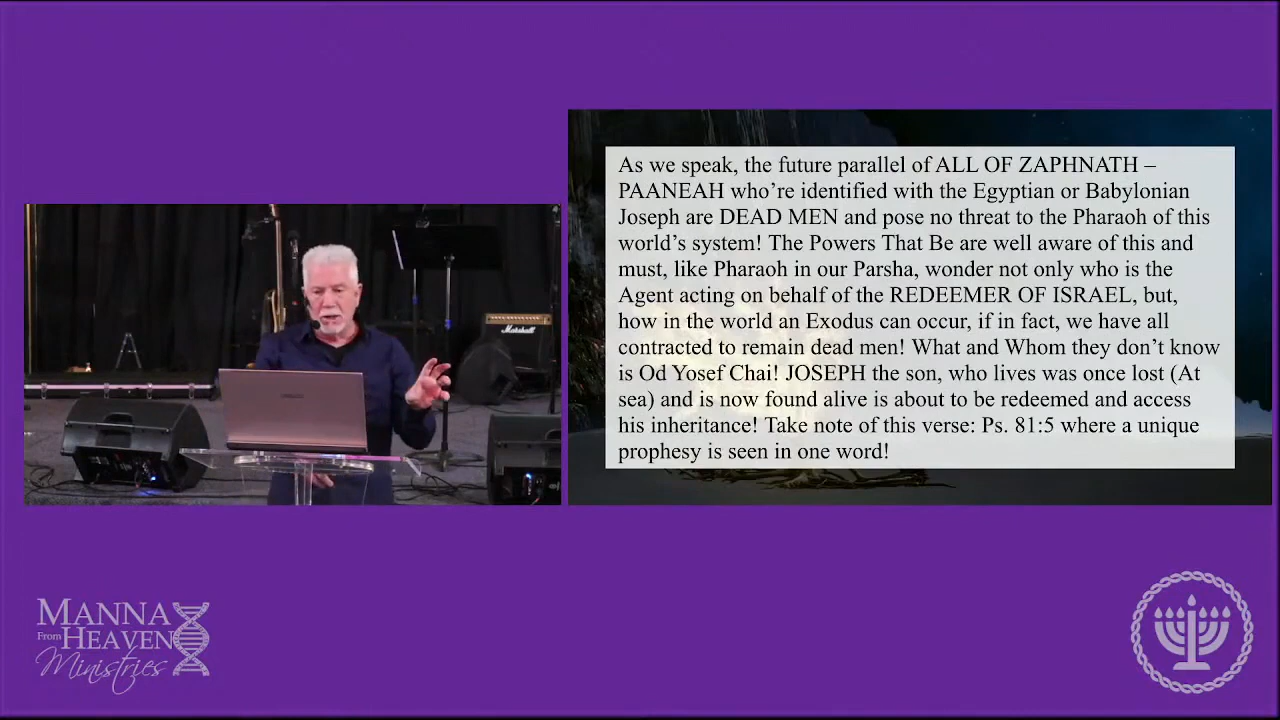 As we speak, the future parallel of ALL OF ZAPHNATH –
PAANEAH who’re identified with the Egyptian or Babylonian
Joseph are DEAD MEN and pose no threat to the Pharaoh of this
world’s system! The Powers That Be are well aware of this and
must, like Pharaoh in our Parsha, wonder not only who is the
Agent acting on behalf of the REDEEMER OF ISRAEL, but,
how in the world an Exodus can occur, if in fact, we have all
contracted to remain dead men! What and Whom they don’t know
is Od Yosef Chai! JOSEPH the son, who lives was once lost (At
sea) and is now found alive is about to be redeemed and access
his inheritance! Take note of this verse: Ps. 81:5 where a unique
prophesy is seen in one word!
Marshall
MANNA
From HEAVEN
Ministries